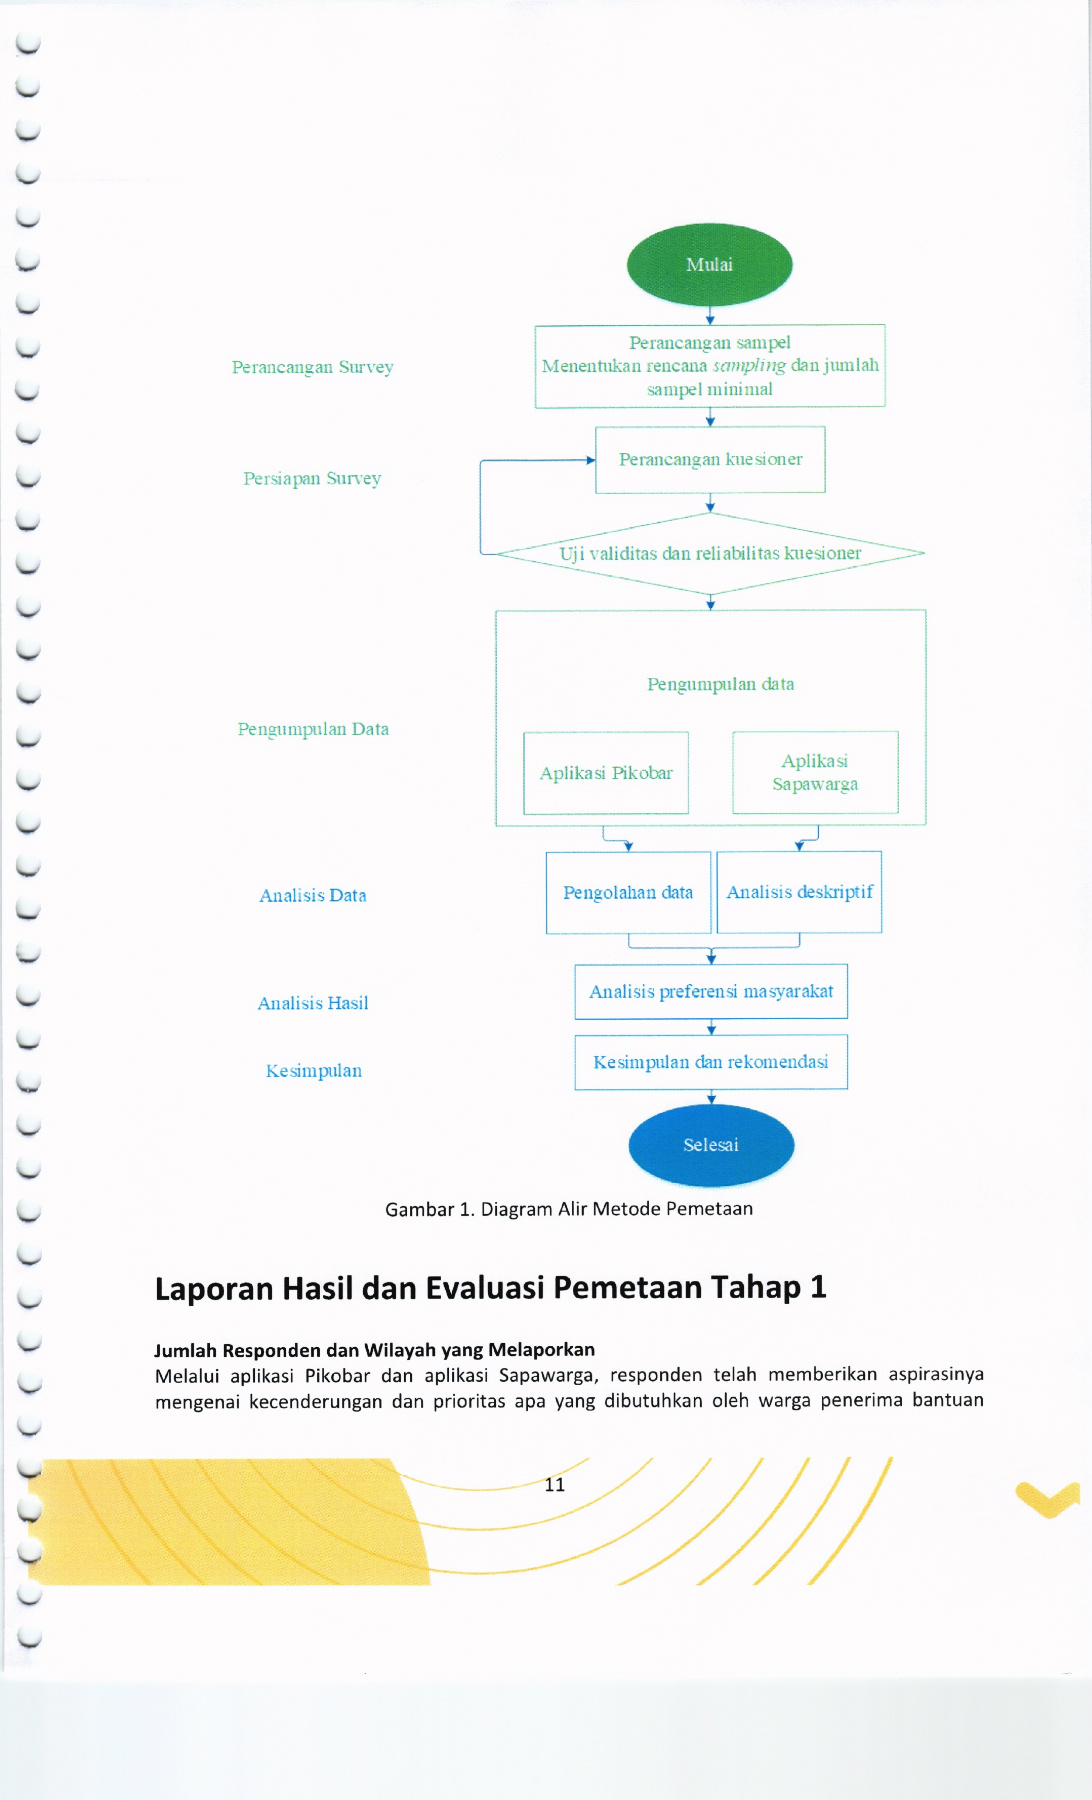 Mulai
Perancangan Survey
Perancangan sampel
Menentukan rencana sampling dan jumlah
sampel minimal
Persiapan Survey
Perancangan kuesioner
Uji validitas dan reliabilitas kuesioner
Pengumpulan Data
Pengumpulan data
Aplikasi Pikobar
Aplikasi
Sapawarga
Analisis Data
Pengolahan data
Analisis deskriptif
Analisis Hasil
Analisis preferensi masyarakat
Kesimpulan
Kesimpulan dan rekomendasi
Selesai
Gambar 1. Diagram Alir Metode Pemetaan
Laporan Hasil dan Evaluasi Pemetaan Tahap 1
Jumlah Responden dan Wilayah yang Melaporkan
Melalui aplikasi Pikobar dan aplikasi Sapawarga, responden telah memberikan aspirasinya
mengenai kecenderungan dan prioritas apa yang dibutuhkan oleh warga penerima bantuan
11